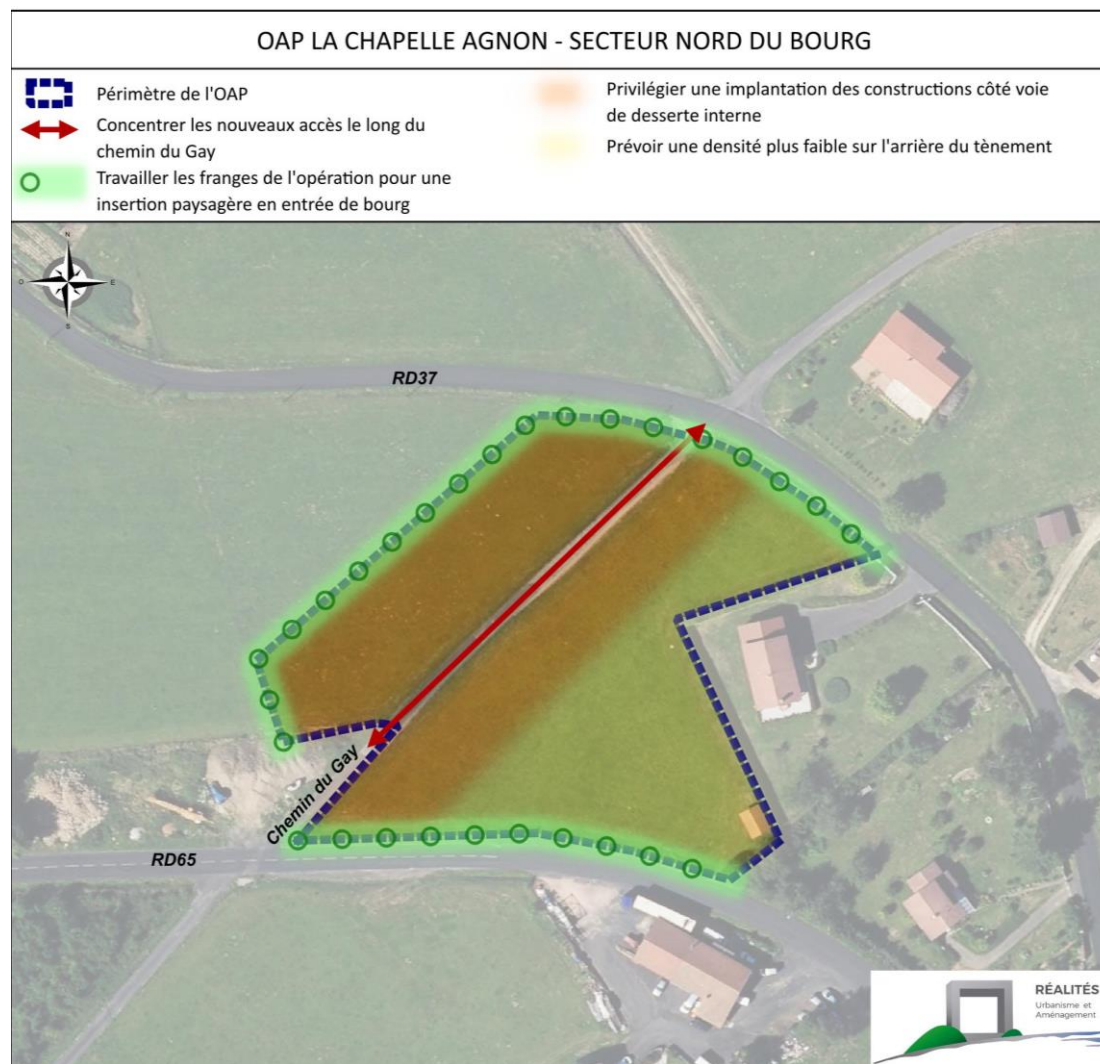 OAP LA CHAPELLE AGNON - SECTEUR NORD DU BOURG
Périmètre de l'OAP
Concentrer les nouveaux accès le long du
chemin du Gay
Travailler les franges de l'opération pour une
insertion paysagère en entrée de bourg
Privilégier une implantation des constructions côté voie
de desserte interne
Prévoir une densité plus faible sur l'arrière du tènement
N
O
E
S
RD37
Chemin du Gay
RD65
RÉALITÉS
Urbanisme et
Aménagement